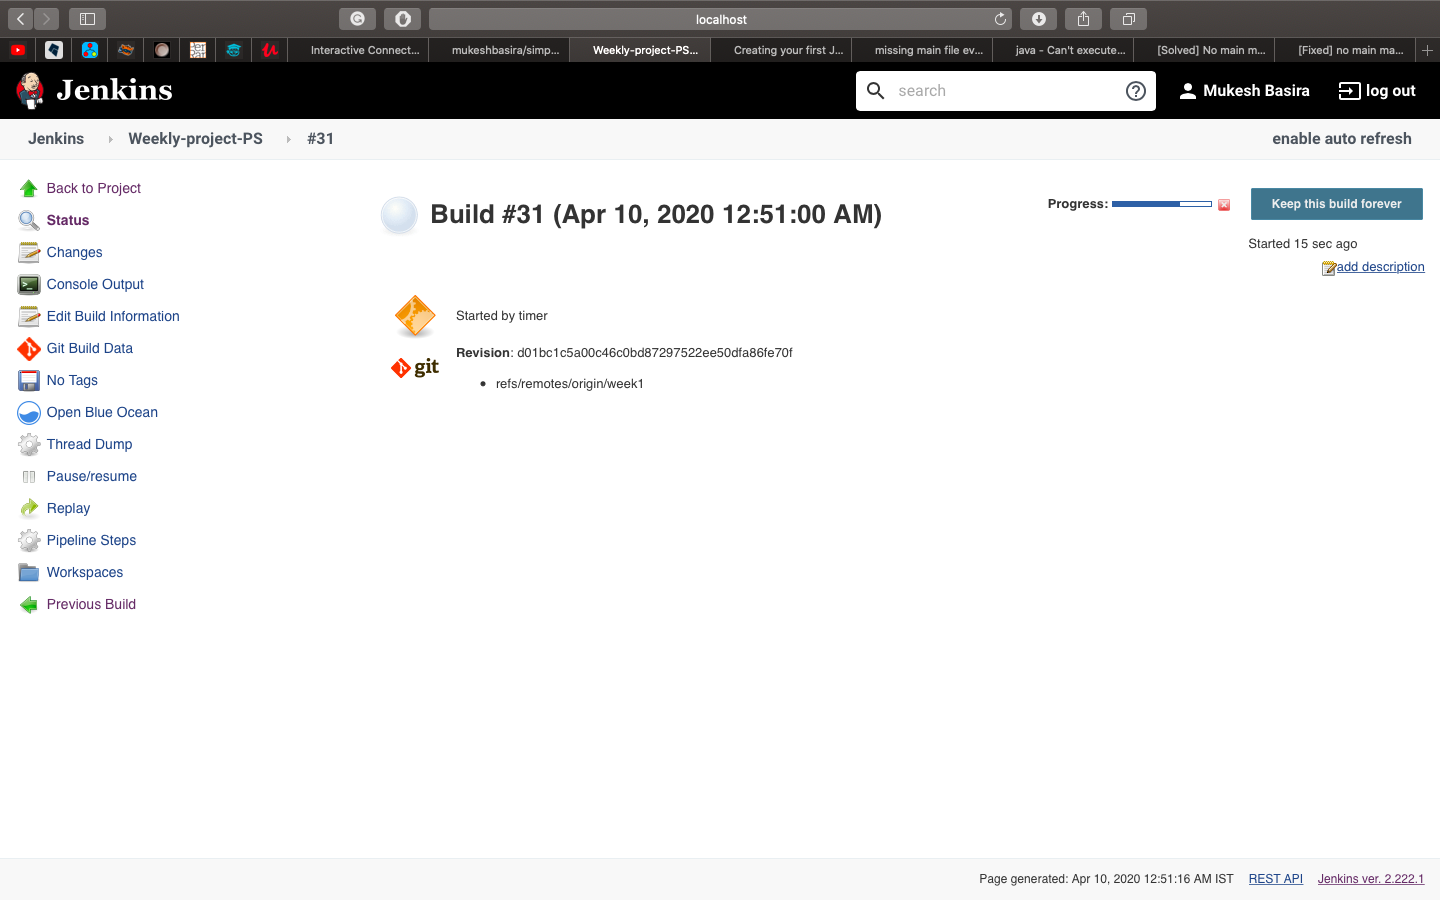 localhost
Interactive Connect...
mukeshbasira/simp...
Weekly-project-PS...
Creating your first J...
missing main file ev...
java - Can't execute...
[Solved] No main m...
[Fixed] no main ma...
Jenkins
search
Mukesh Basira
log out
Jenkins
Weekly-project-PS
#31
enable auto refresh
Back to Project
Status
Changes
Console Output
Edit Build Information
Git Build Data
No Tags
Open Blue Ocean
Thread Dump
Pause/resume
Replay
Pipeline Steps
Workspaces
Previous Build
Build #31 (Apr 10, 2020 12:51:00 AM)
Progress:
Keep this build forever
Started 15 sec ago
add description
Started by timer
git
Revision: d01bc1c5a00c46c0bd87297522ee50dfa86fe70f
refs/remotes/origin/week1
Page generated: Apr 10, 2020 12:51:16 AM IST
REST API
Jenkins ver. 2.222.1